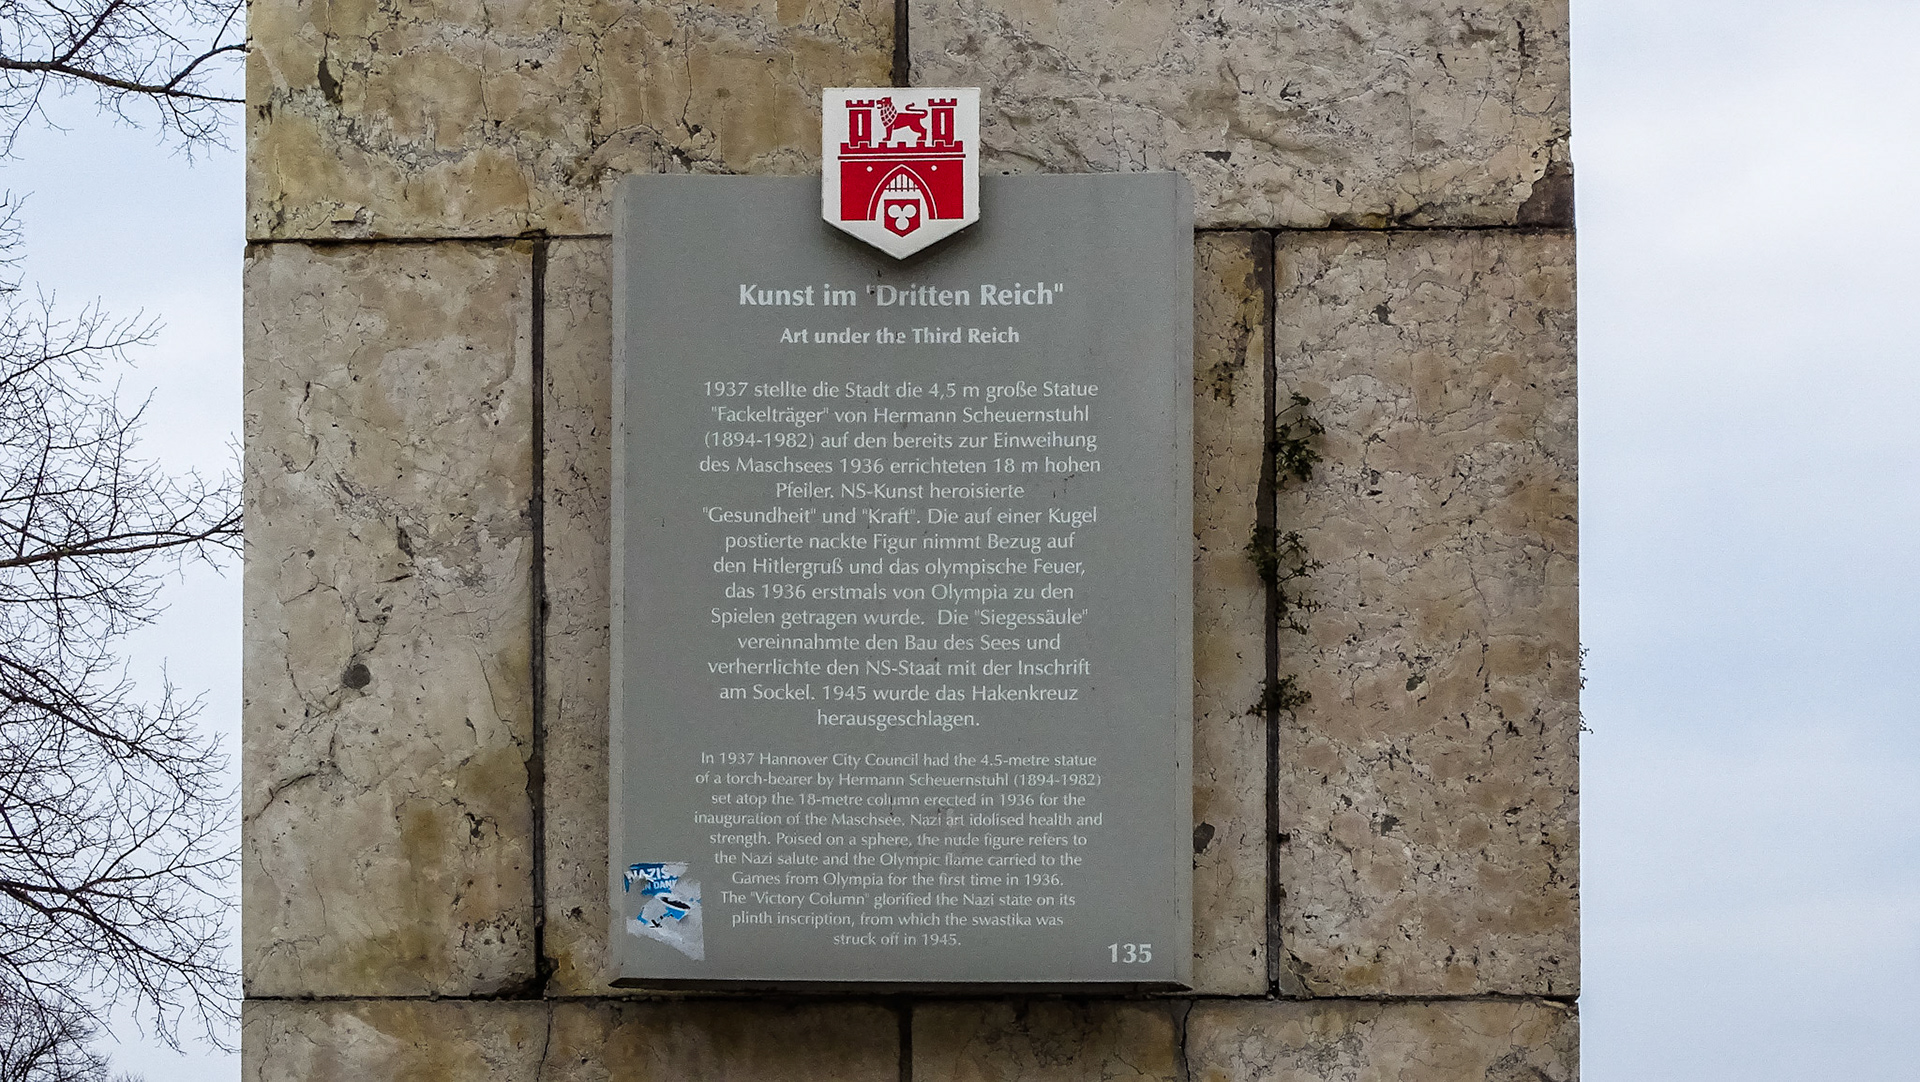 Kunst im "Dritten Reich"
Art under the Third Reich
1937 stellte die Stadt die 4,5 m große Statue
"Fackelträger" von Hermann Scheuernstuhl
(1894-1982) auf den bereits zur Einweihung
des Maschsees 1936 errichteten 18 m hohen
Pfeiler. NS-Kunst heroisierte
"Gesundheit" und "Kraft". Die auf einer Kugel
postierte nackte Figur nimmt Bezug auf
den Hitlergruß und das olympische Feuer,
das 1936 erstmals von Olympia zu den
Spielen getragen wurde. Die "Siegessäule"
vereinnahmte den Bau des Sees und
verherrlichte den NS-Staat mit der Inschrift
am Sockel. 1945 wurde das Hakenkreuz
herausgeschlagen.
In 1937 Hannover City Council had the 4.5-metre statue
of a torch-bearer by Hermann Scheuernstuhl (1894-1982)
set atop the 18-metre column erected in 1936 for the
inauguration of the Maschsee. Nazi art idolised health and
strength. Poised on a sphere, the nude figure refers to
the Nazi salute and the Olympic flame carried to the
Games from Olympia for the first time in 1936.
The "Victory Column" glorified the Nazi state on its
plinth inscription, from which the swastika was
struck off in 1945.
135
NAZIS
DANK